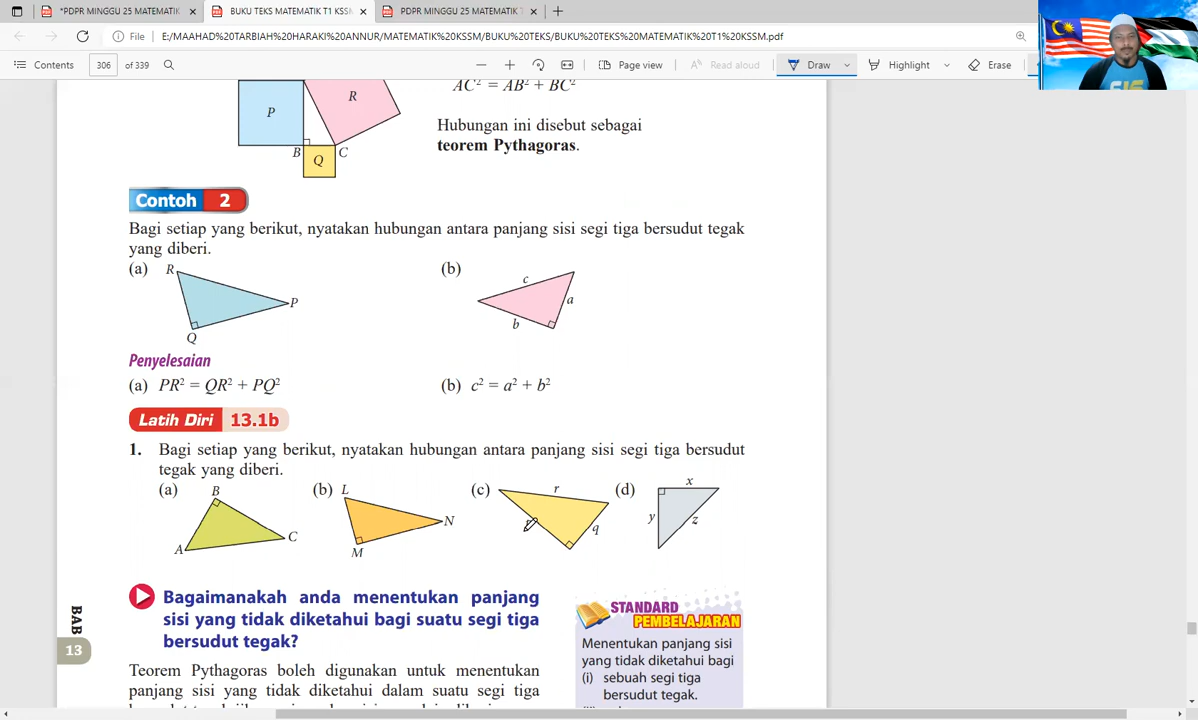 *PDPR MINGGU 25 MATEMATIK
BUKU TEKS MATEMATIK T1 KSSM
PDPR MINGGU 25 MATEMATIK
File
E:/MAAHAD%20TARBIAH%20HARAKI%20ANNUR/MATEMATIK%20KSSM/BUKU%20TEKS/BUKU%20TEKS%20MATEMATIK%20T1%20KSSM.pdf
Contents 306 of 339 Page view Read aloud Draw Highlight Erase
P R
B Q C
AC² = AB² + BC²
Hubungan ini disebut sebagai
teorem Pythagoras.
Contoh 2
Bagi setiap yang berikut, nyatakan hubungan antara panjang sisi segi tiga bersudut tegak
yang diberi.
(a) R P Q
(b) c a b
Penyelesaian
(a) PR² = QR² + PQ²
(b) c² = a² + b²
Latih Diri 13.1b
1. Bagi setiap yang berikut, nyatakan hubungan antara panjang sisi segi tiga bersudut
tegak yang diberi.
(a) B A C
(b) L N M
(c) r q
(d) x y z
Bagaimanakah anda menentukan panjang
sisi yang tidak diketahui bagi suatu segi tiga
bersudut tegak?
Teorem Pythagoras boleh digunakan untuk menentukan
panjang sisi yang tidak diketahui dalam suatu segi tiga
BAB
13
STANDARD
PEMBELAJARAN
Menentukan panjang sisi
yang tidak diketahui bagi
(i) sebuah segi tiga
bersudut tegak.